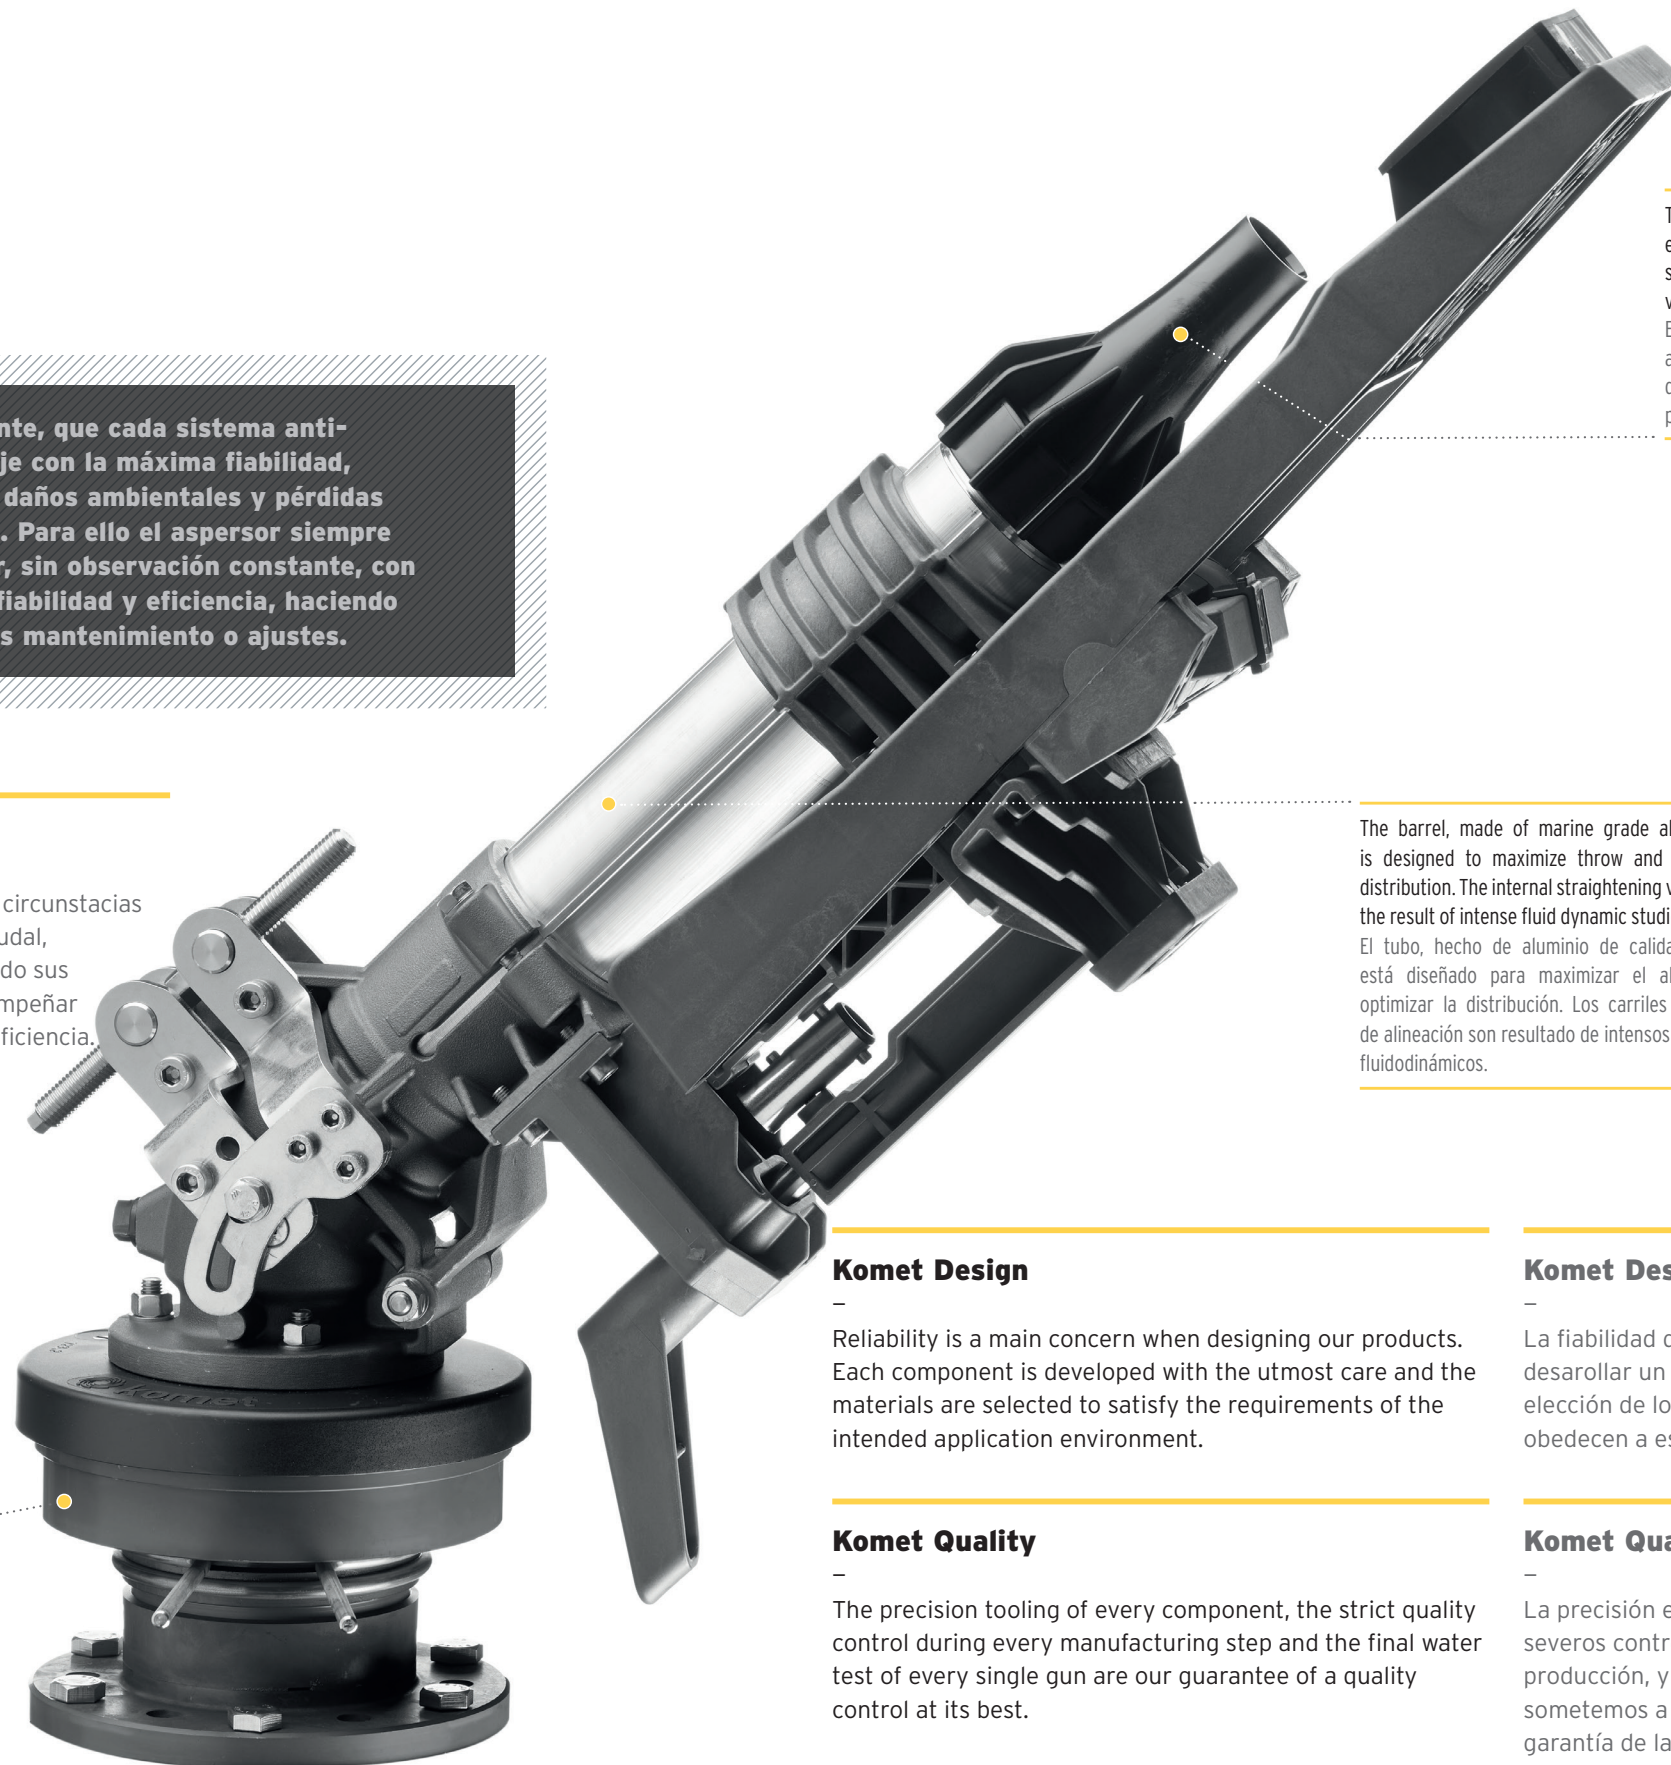 nte, que cada sistema anti-
je con la máxima fiabilidad,
daños ambientales y pérdidas
. Para ello el aspersor siempre
r, sin observación constante, con
fiabilidad y eficiencia, haciendo
s mantenimiento o ajustes.
circunstacias
udal,
do sus
mpeñar
ficiencia.
The barrel, made of marine grade al
is designed to maximize throw and
distribution. The internal straightening v
the result of intense fluid dynamic studi
El tubo, hecho de aluminio de calida
está diseñado para maximizar el al
optimizar la distribución. Los carriles
de alineación son resultado de intensos
fluidodinámicos.
komet
Komet Design
–
Reliability is a main concern when designing our products.
Each component is developed with the utmost care and the
materials are selected to satisfy the requirements of the
intended application environment.
Komet Des
–
La fiabilidad
desarollar un
elección de lo
obedecen a es
Komet Quality
–
The precision tooling of every component, the strict quality
control during every manufacturing step and the final water
test of every single gun are our guarantee of a quality
control at its best.
Komet Qua
–
La precisión e
severos contr
producción, y
sometemos a
garantía de la